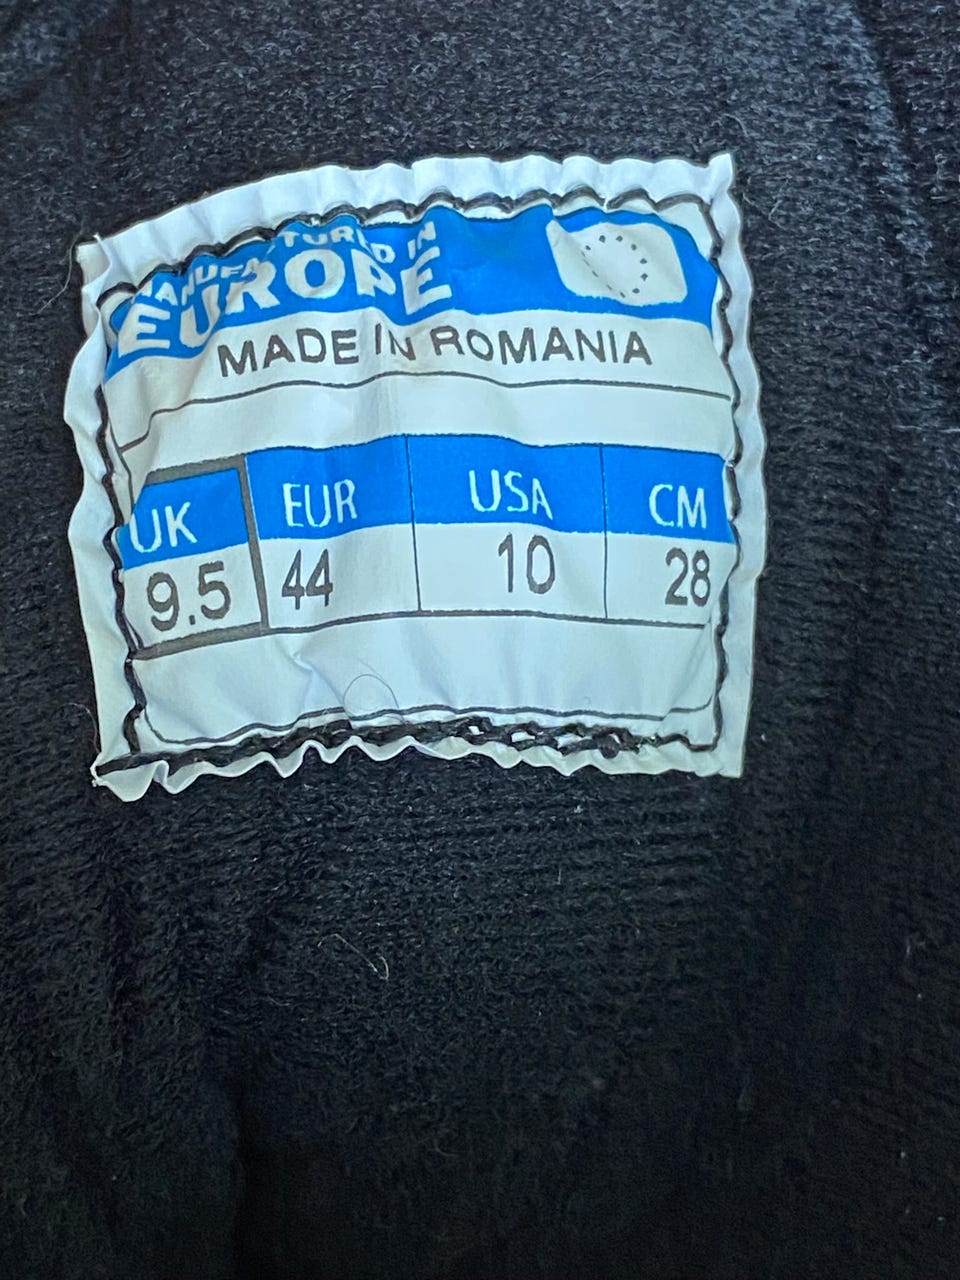 MANUFACTURED IN
EUROPE
MADE IN ROMANIA
UK EUR USA CM
9.5 44 10 28